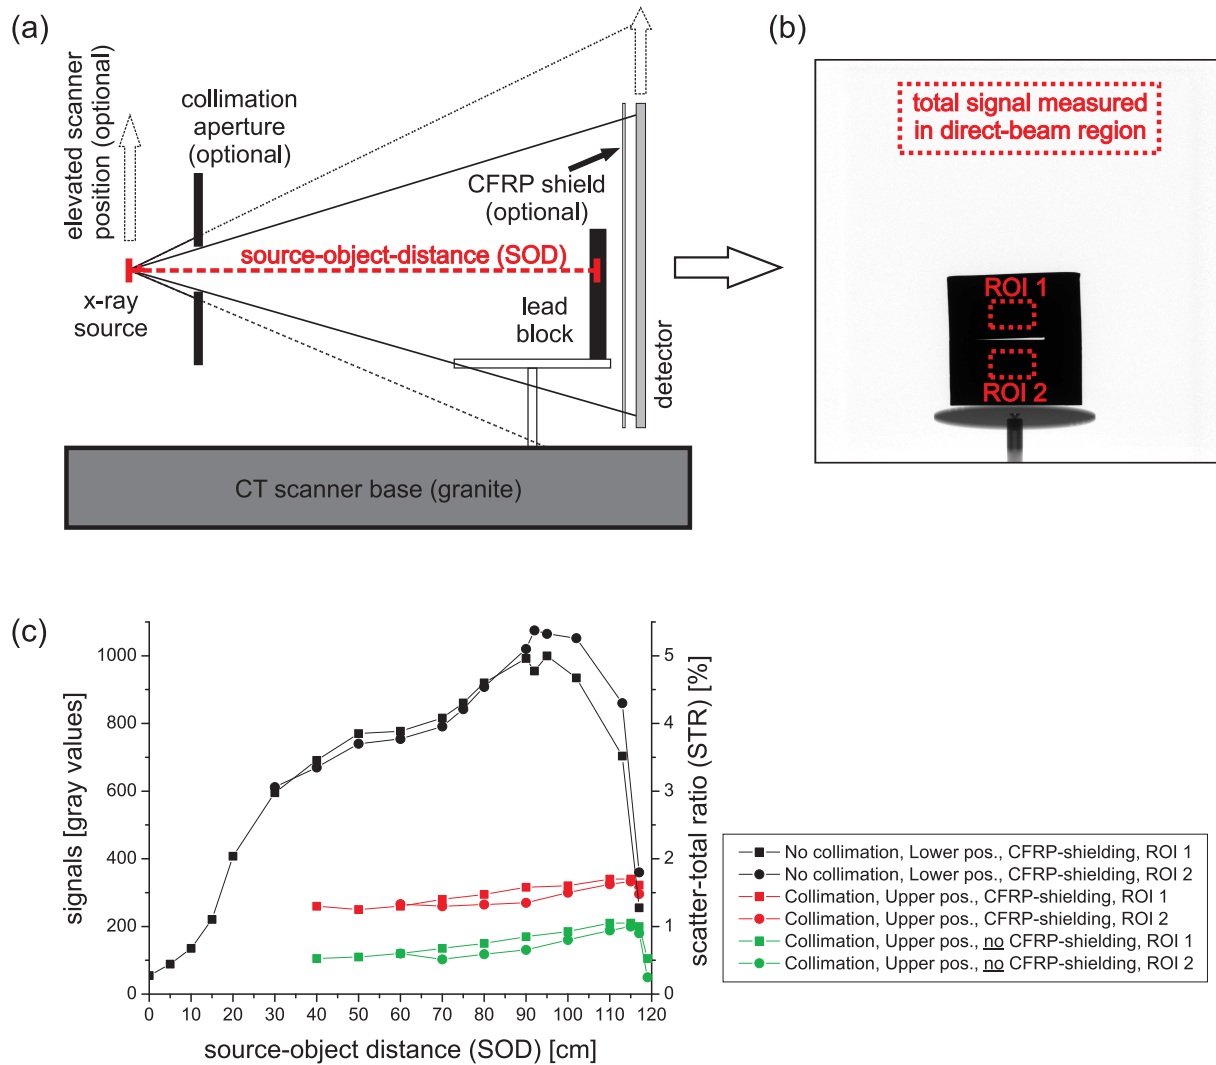 (a)
elevated scanner
position (optional)
collimation
aperture
(optional)
CFRP shield
(optional)
source-object-distance (SOD)
x-ray
source
lead
block
detector
CT scanner base (granite)
(b)
total signal measured
in direct-beam
region
ROI 1
ROI 2
(c)
signals [gray values]
1000
800
600
400
200
0
scatter-total ratio (STR) [%]
5
4
3
2
1
0
0 10 20 30 40 50 60 70 80 90 100 110 120
source-object distance (SOD) [cm]
No collimation, Lower pos., CFRP-shielding, ROI 1
No collimation, Lower pos., CFRP-shielding, ROI 2
Collimation, Upper pos., CFRP-shielding, ROI 1
Collimation, Upper pos., CFRP-shielding, ROI 2
Collimation, Upper pos., no CFRP-shielding, ROI 1
Collimation, Upper pos., no CFRP-shielding, ROI 2